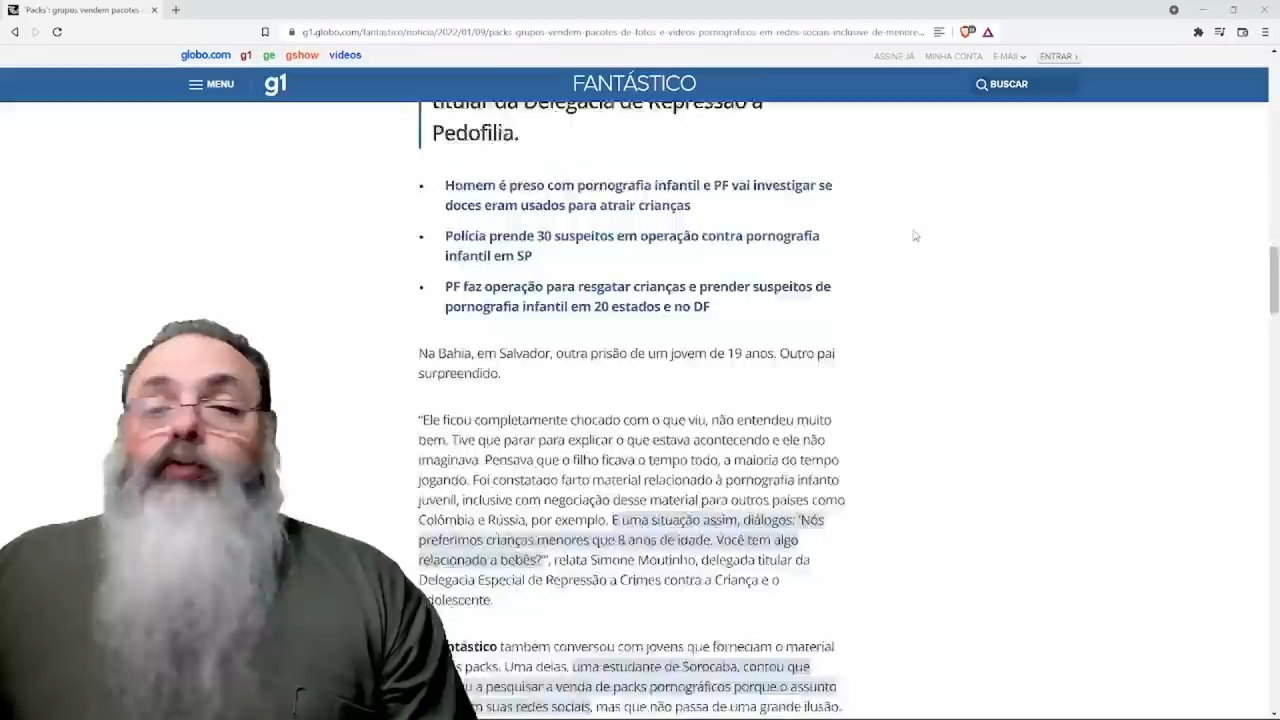 'Packs': grupos vendem pacotes
g1.globo.com/fantastico/noticia/2022/01/09/packs-grupos-vendem-pacotes-de-fotos-e-videos-pornograficos-em-redes-sociais-inclusive-de-menore...
globo.com g1 ge gshow vídeos
ASSINE JÁ MINHA CONTA E-MAIL ENTRAR ›
MENU g1 FANTÁSTICO BUSCAR
titular da Delegacia de Repressão a
Pedofilia.
Homem é preso com pornografia infantil e PF vai investigar se
doces eram usados para atrair crianças
Polícia prende 30 suspeitos em operação contra pornografia
infantil em SP
PF faz operação para resgatar crianças e prender suspeitos de
pornografia infantil em 20 estados e no DF
Na Bahia, em Salvador, outra prisão de um jovem de 19 anos. Outro pai
surpreendido.
“Ele ficou completamente chocado com o que viu, não entendeu muito
bem. Tive que parar para explicar o que estava acontecendo e ele não
imaginava. Pensava que o filho ficava o tempo todo, a maioria do tempo
jogando. Foi constatado farto material relacionado à pornografia infanto
juvenil, inclusive com negociação desse material para outros países como
Colômbia e Rússia, por exemplo. E uma situação assim, diálogos: 'Nós
preferimos crianças menores que 8 anos de idade. Você tem algo
relacionado a bebês?'”, relata Simone Moutinho, delegada titular da
Delegacia Especial de Repressão a Crimes contra a Criança e o
dolescente.
ntástico também conversou com jovens que forneciam o material
s packs. Uma delas, uma estudante de Sorocaba, contou que
u a pesquisar a venda de packs pornográficos porque o assunto
m suas redes sociais, mas que não passa de uma grande ilusão.